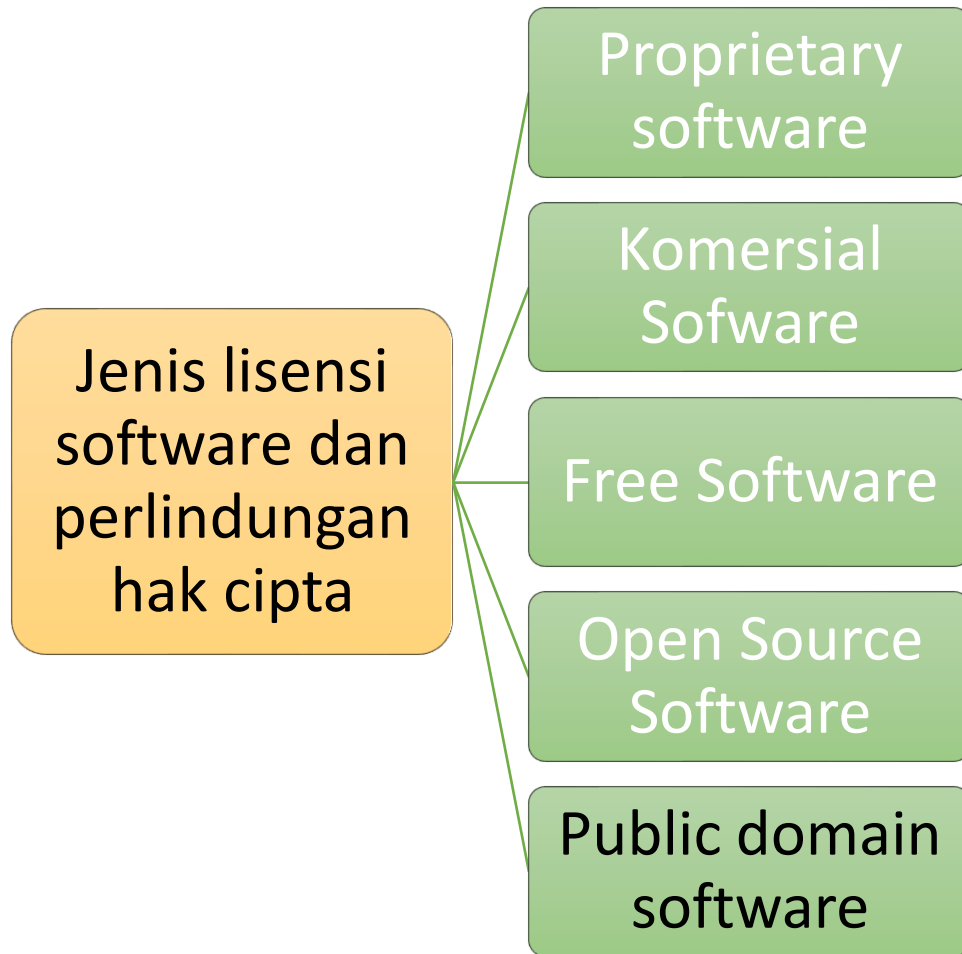 Proprietary
software
Komersial
Sofware
Jenis lisensi
software dan
perlindungan
hak cipta
Free Software
Open Source
Software
Public domain
software